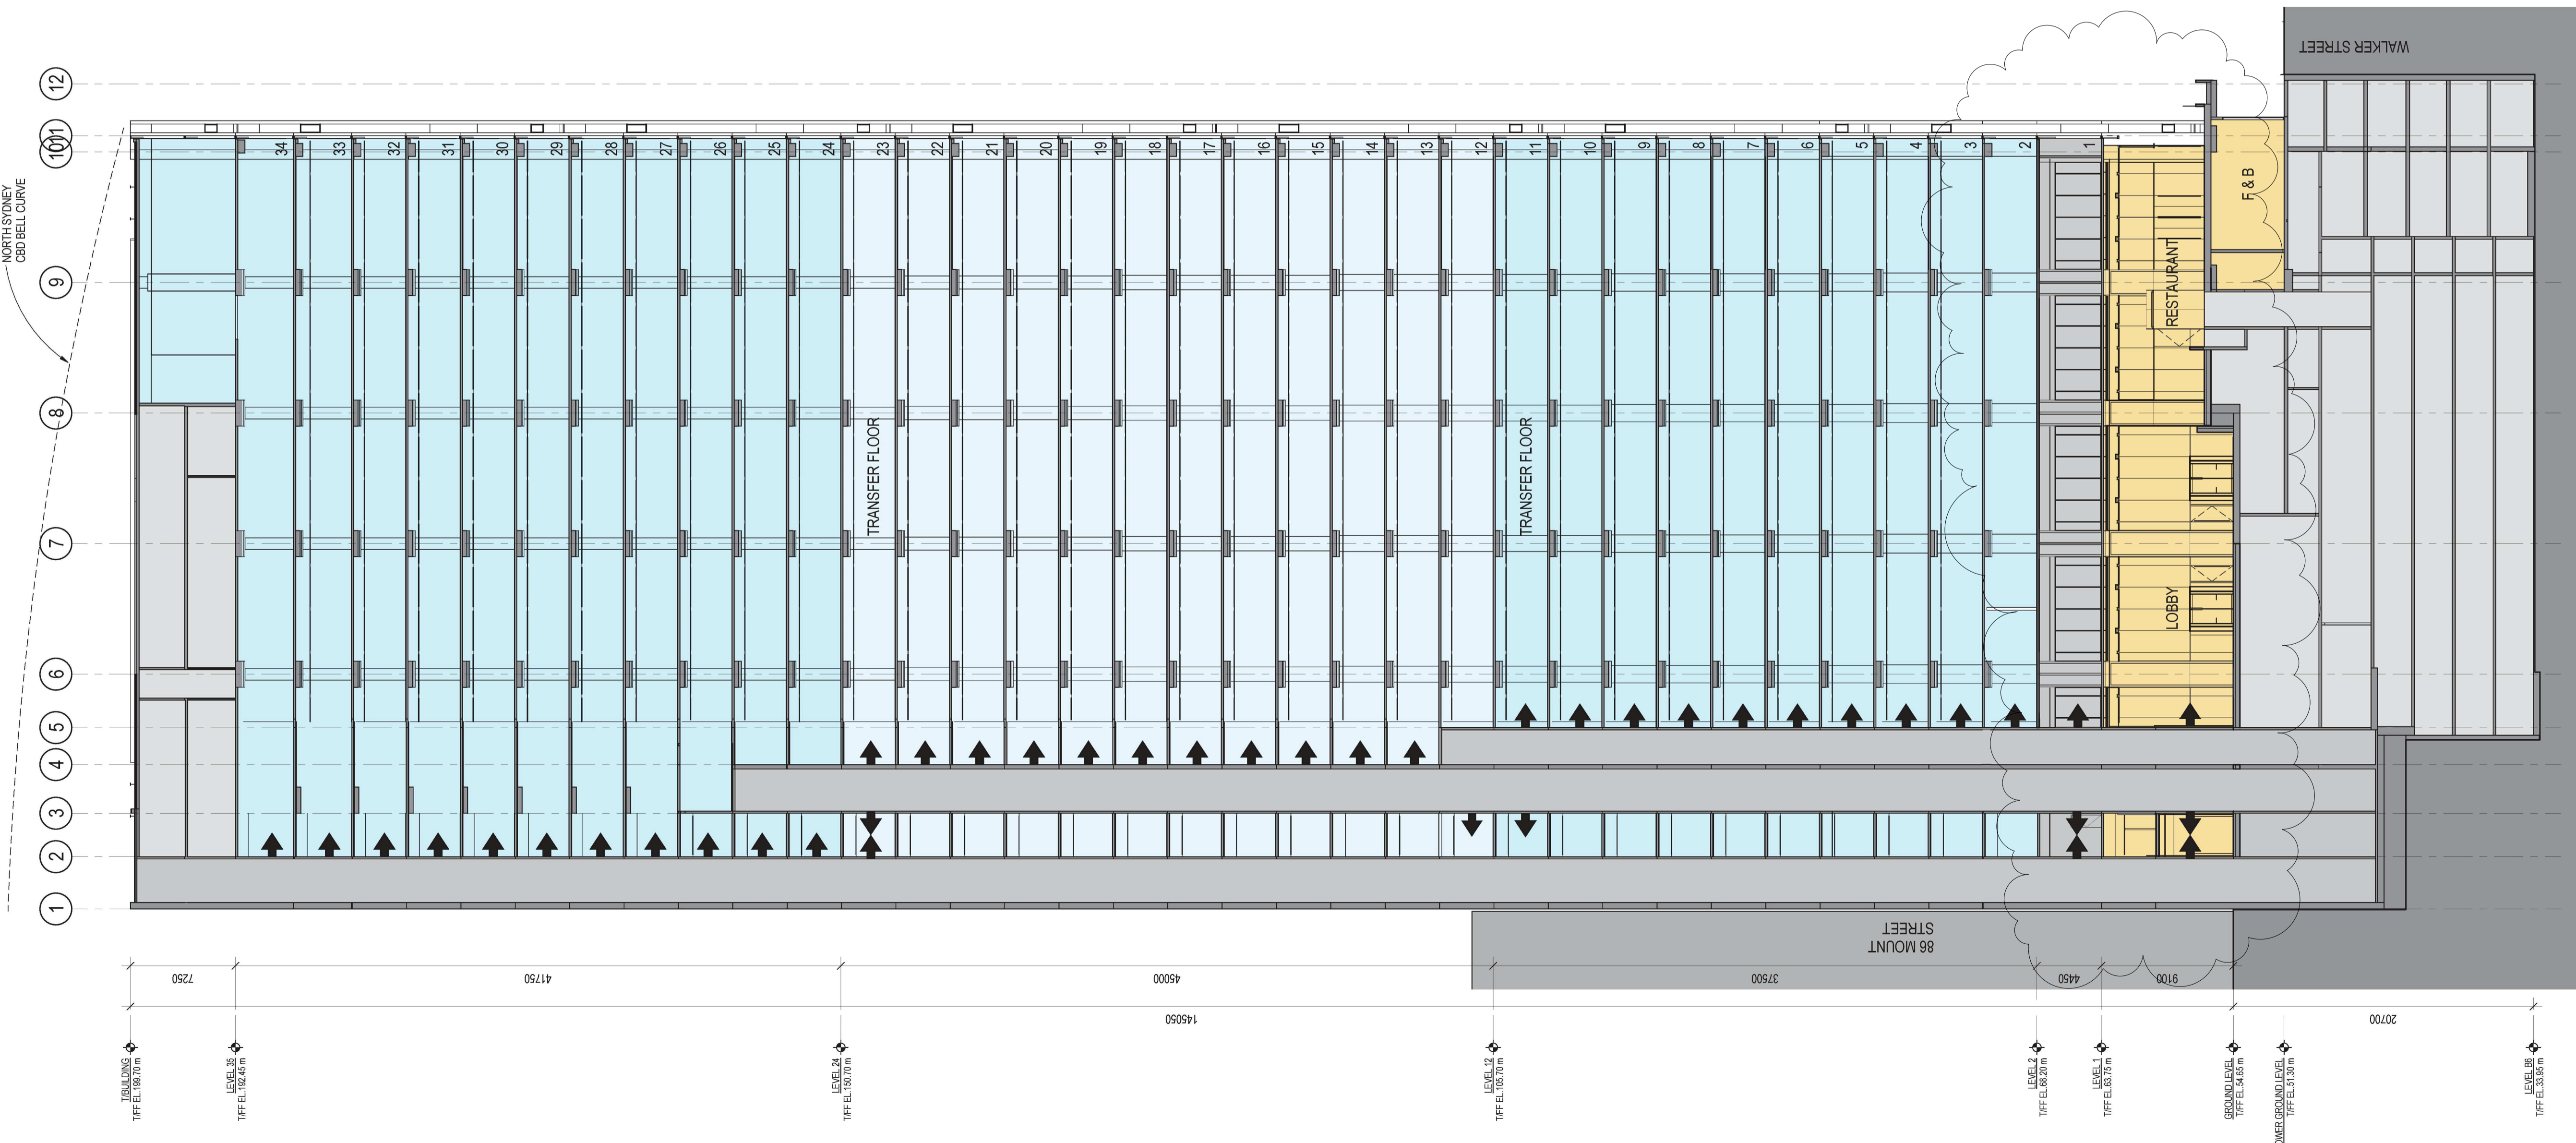 NORTH SYDNEY
CBD BELL CURVE
12
11
10
9
8
7
6
5
4
3
2
1
WALKER STREET
34
33
32
31
30
29
28
27
26
25
24
23
22
21
20
19
18
17
16
15
14
13
12
11
10
9
8
7
6
5
4
3
2
1
TRANSFER FLOOR
TRANSFER FLOOR
F & B
RESTAURANT
LOBBY
86 MOUNT
STREET
7250
41750
45000
37500
4450
9100
145050
20700
T/BUILDING
T/FF EL.199.70 m
LEVEL 35
T/FF EL.192.45 m
LEVEL 24
T/FF EL.150.70 m
LEVEL 12
T/FF EL.105.70 m
LEVEL 2
T/FF EL.68.20 m
LEVEL 1
T/FF EL.63.75 m
GROUND LEVEL
T/FF EL.54.65 m
GROUND LEVEL
T/FF EL.51.30 m
LEVEL B6
T/FF EL.33.95 m